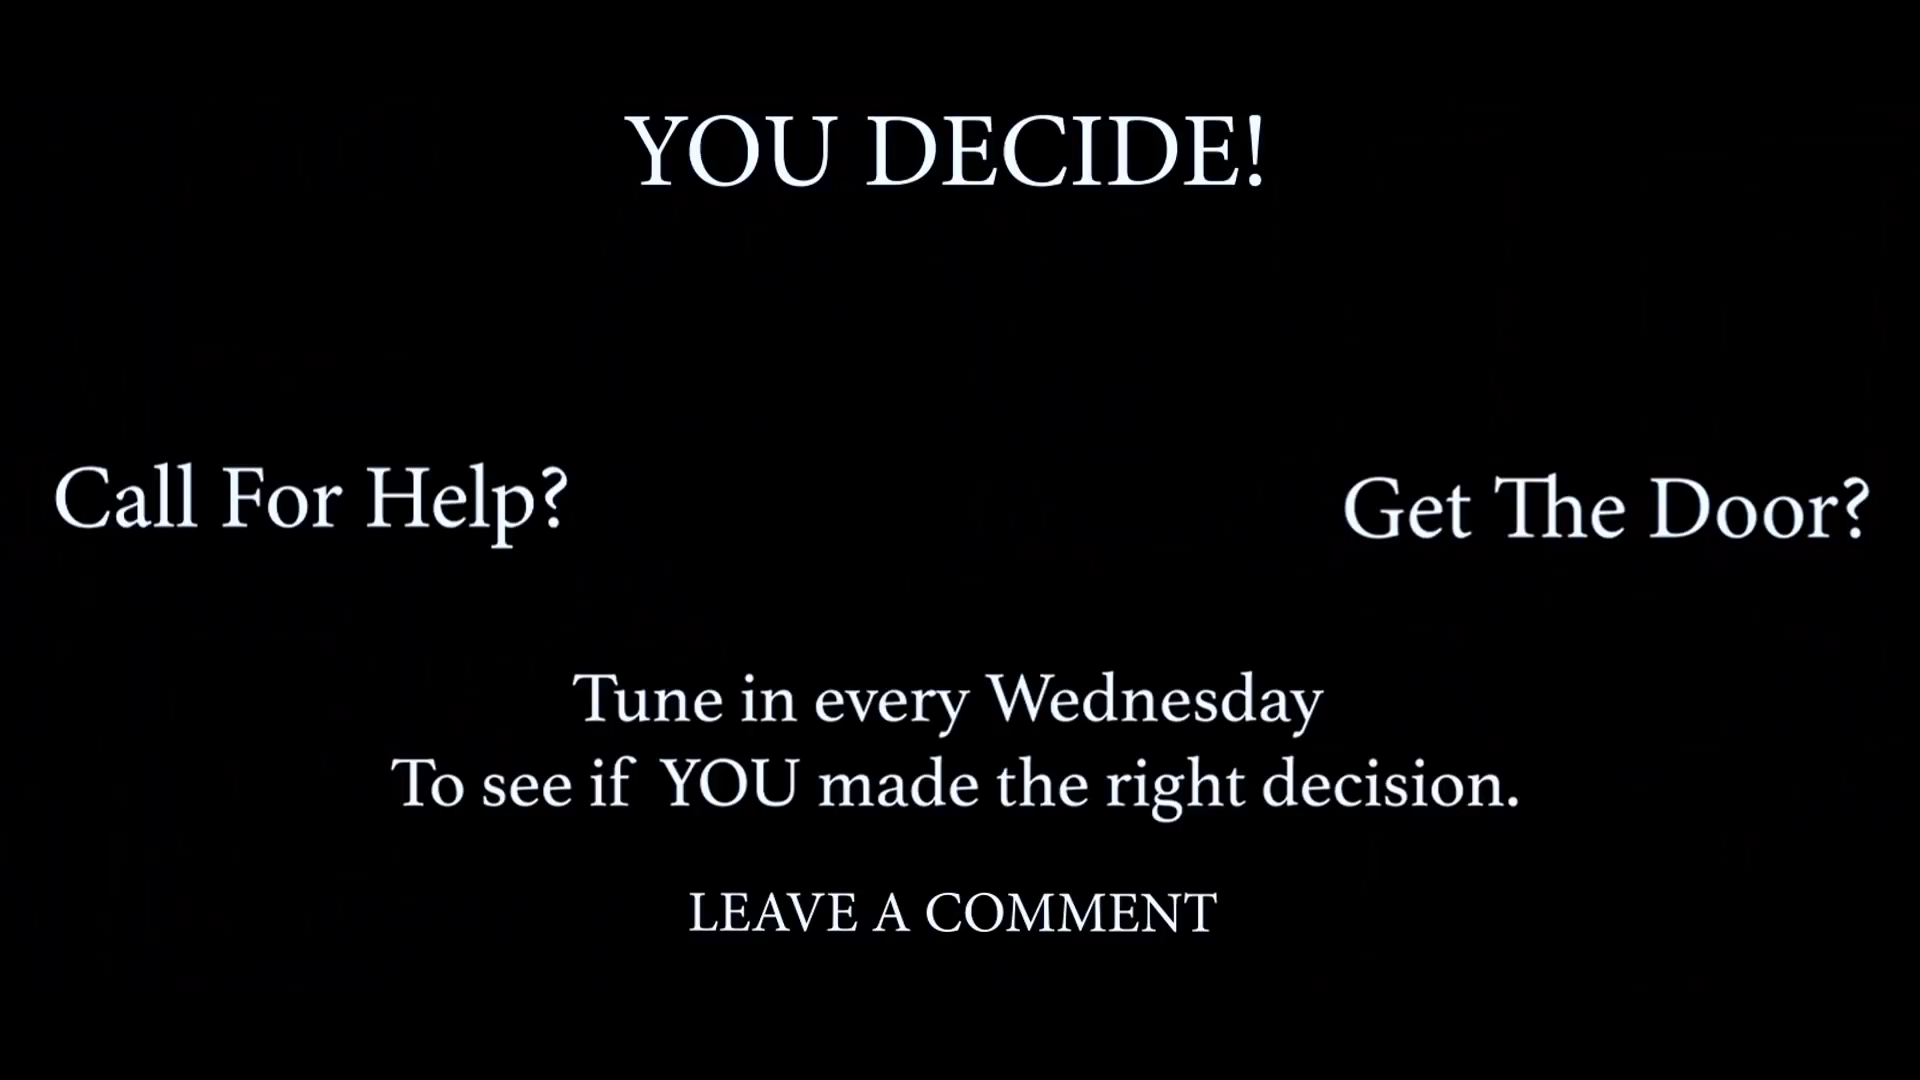 YOU DECIDE!
Call For Help?
Get The Door?
Tune in every Wednesday
To see if YOU made the right decision.
LEAVE A COMMENT